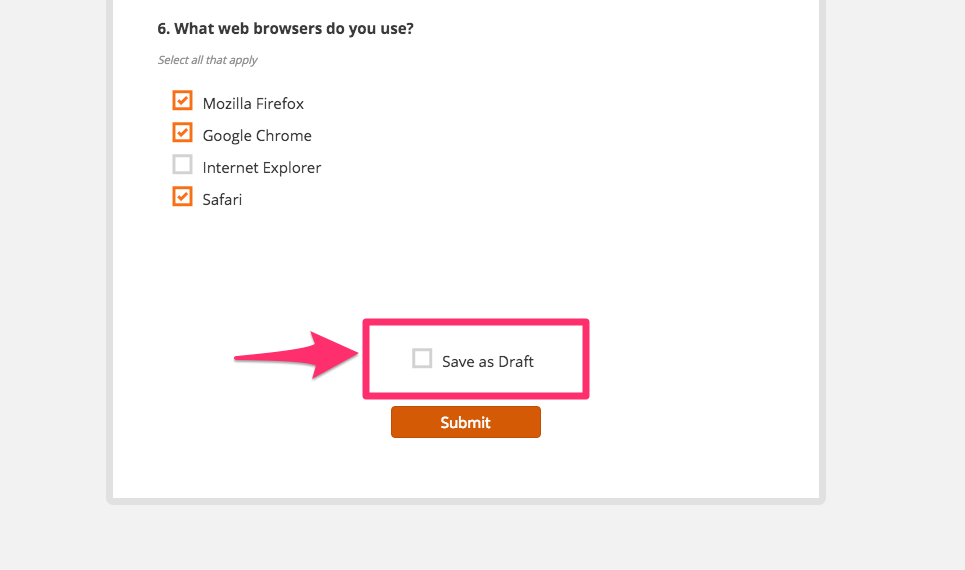 6. What web browsers do you use?
Select all that apply
Mozilla Firefox
Google Chrome
Internet Explorer
Safari
Save as Draft
Submit